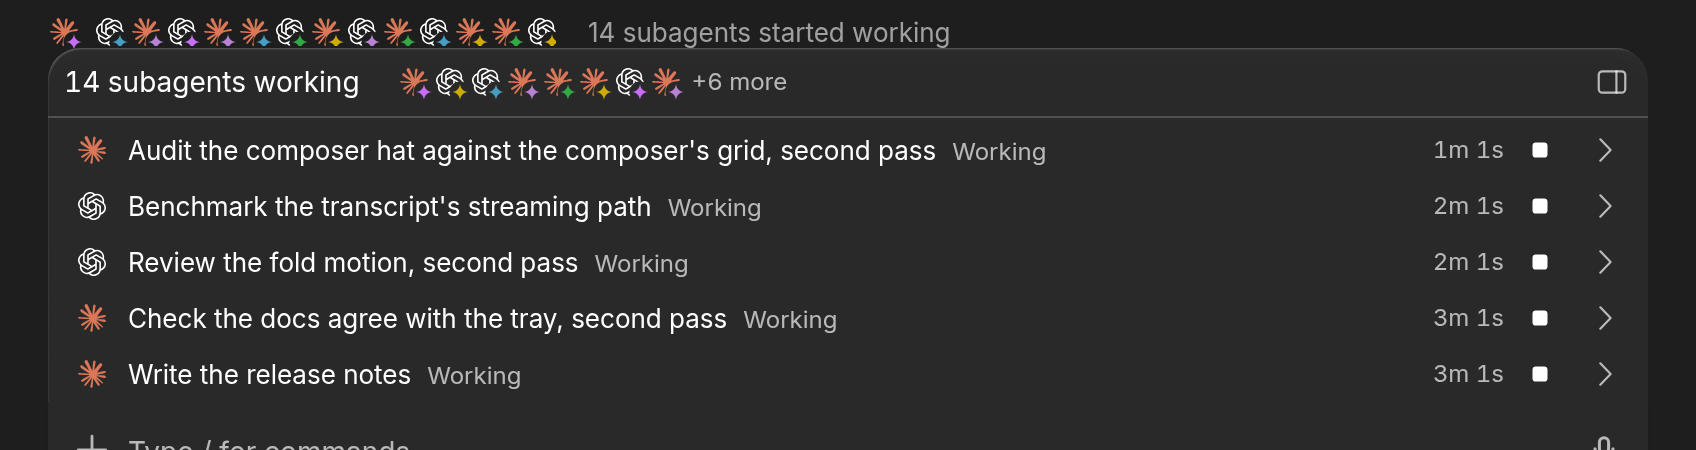 14 subagents started working
14 subagents working +6 more
Audit the composer hat against the composer's grid, second pass Working 1m 1s
Benchmark the transcript's streaming path Working 2m 1s
Review the fold motion, second pass Working 2m 1s
Check the docs agree with the tray, second pass Working 3m 1s
Write the release notes Working 3m 1s
Type / for commands